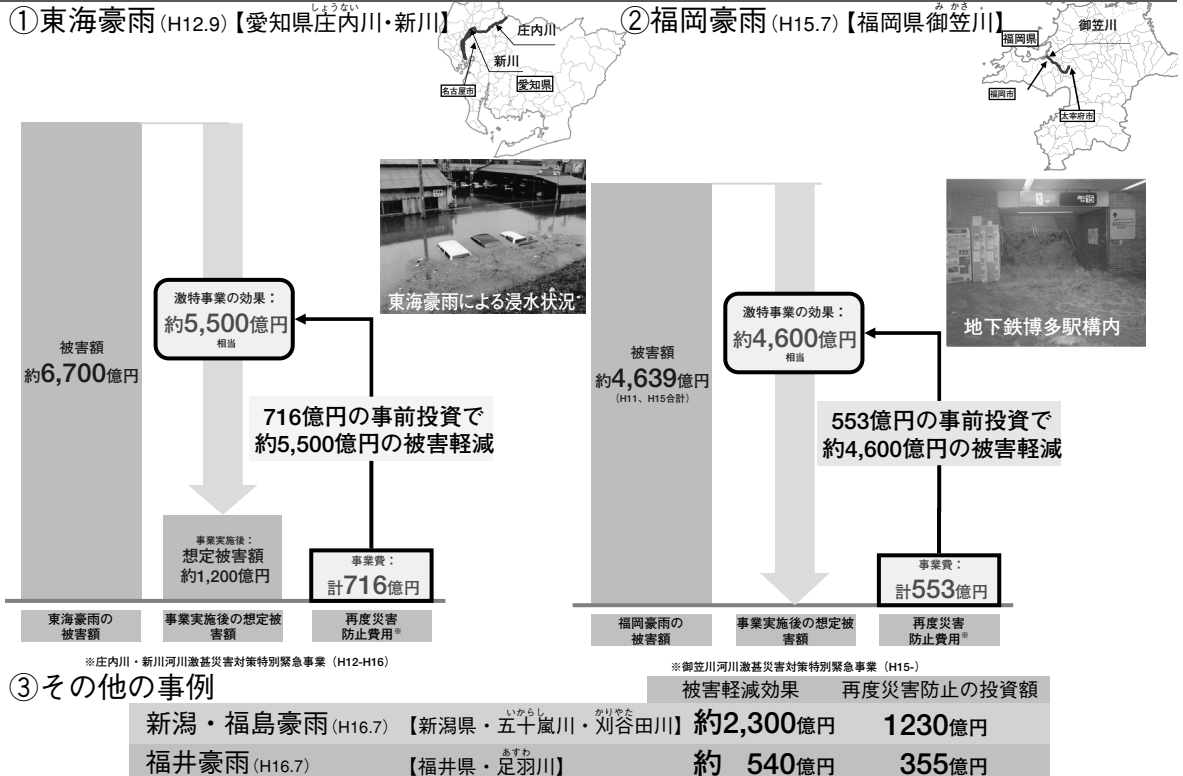 ①東海豪雨(H12.9)【愛知県庄内川・新川】
しょうない
庄内川
新川
愛知県
名古屋市
被害額
約6,700億円
激特事業の効果：
約5,500億円
相当
東海豪雨による浸水状況
716億円の事前投資で
約5,500億円の被害軽減
事業実施後：
想定被害額
約1,200億円
事業費：
計716億円
東海豪雨の
被害額
事業実施後の想定被
害額
再度災害
防止費用※
※庄内川・新川河川激甚災害対策特別緊急事業（H12-H16）
②福岡豪雨(H15.7)【福岡県御笠川】
みかさ
福岡県
御笠川
福岡市
太宰府市
被害額
約4,639億円
（H11、H15合計）
激特事業の効果：
約4,600億円
相当
地下鉄博多駅構内
553億円の事前投資で
約4,600億円の被害軽減
事業費：
計553億円
福岡豪雨の
被害額
事業実施後の想定被
害額
再度災害
防止費用※
※御笠川河川激甚災害対策特別緊急事業（H15-）
③その他の事例
被害軽減効果 再度災害防止の投資額
いからし かりやた
新潟・福島豪雨(H16.7) 【新潟県・五十嵐川・刈谷田川】 約2,300億円 1230億円
あすわ
福井豪雨(H16.7) 【福井県・足羽川】 約 540億円 355億円